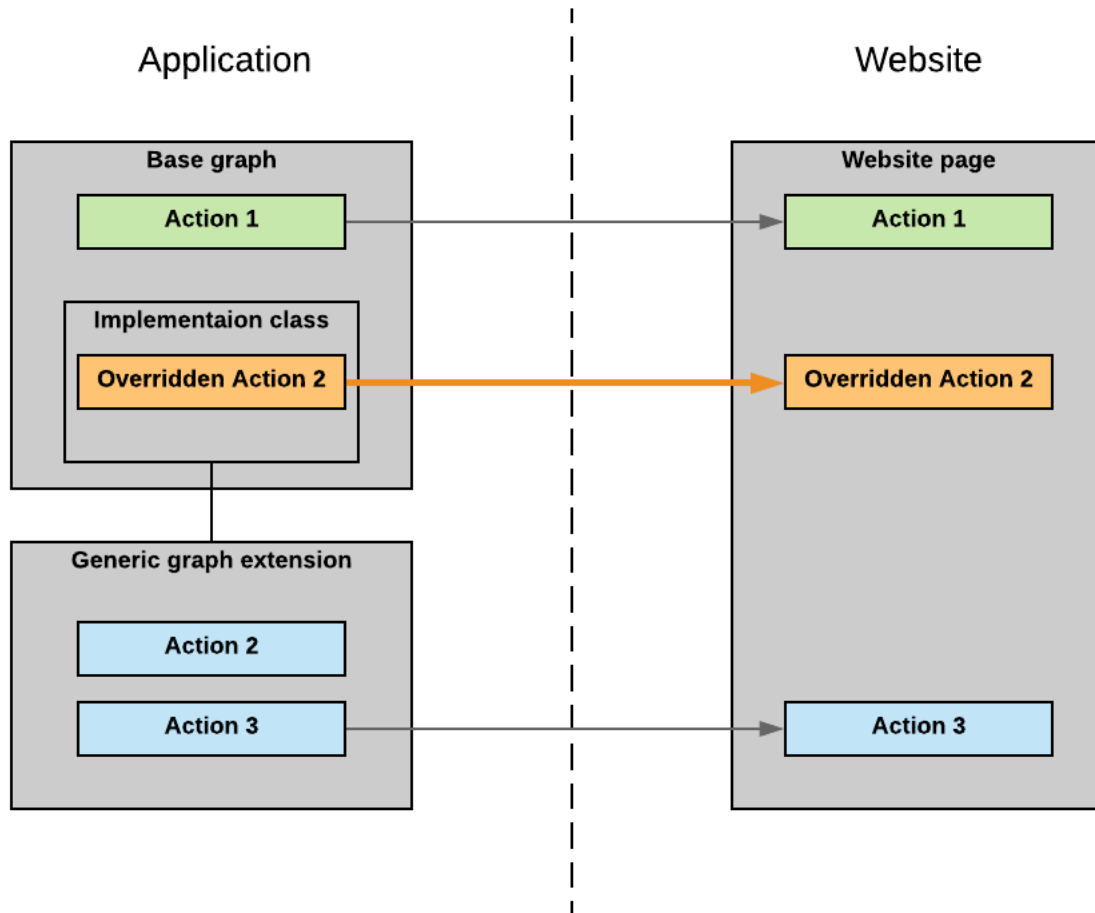 Application
Website
Base graph
Action 1
Implementaion class
Overridden Action 2
Generic graph extension
Action 2
Action 3
Website page
Action 1
Overridden Action 2
Action 3